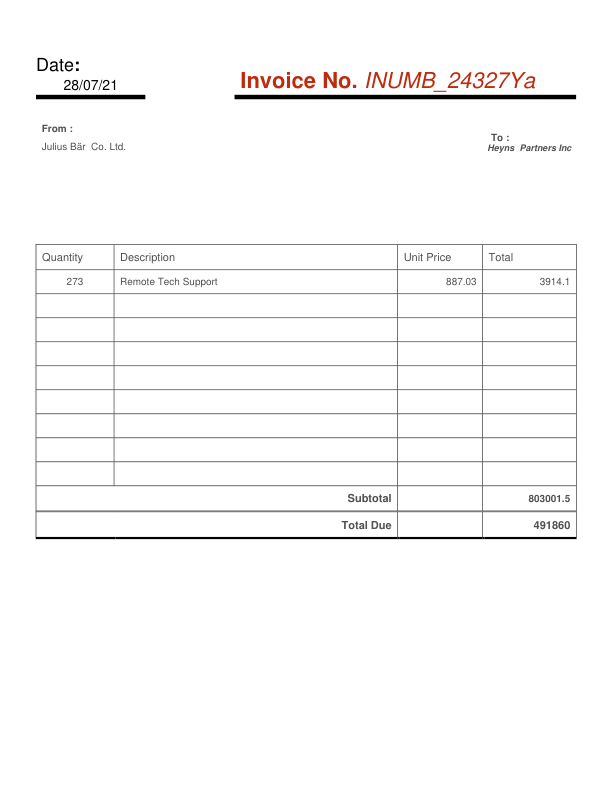 Date:
28/07/21
Invoice No. INUMB_24327Ya
From :
Julius Bär  Co. Ltd.
To :
Heyns  Partners Inc
Quantity Description Unit Price Total
273 Remote Tech Support 887.03 3914.1
Subtotal 803001.5
Total Due 491860